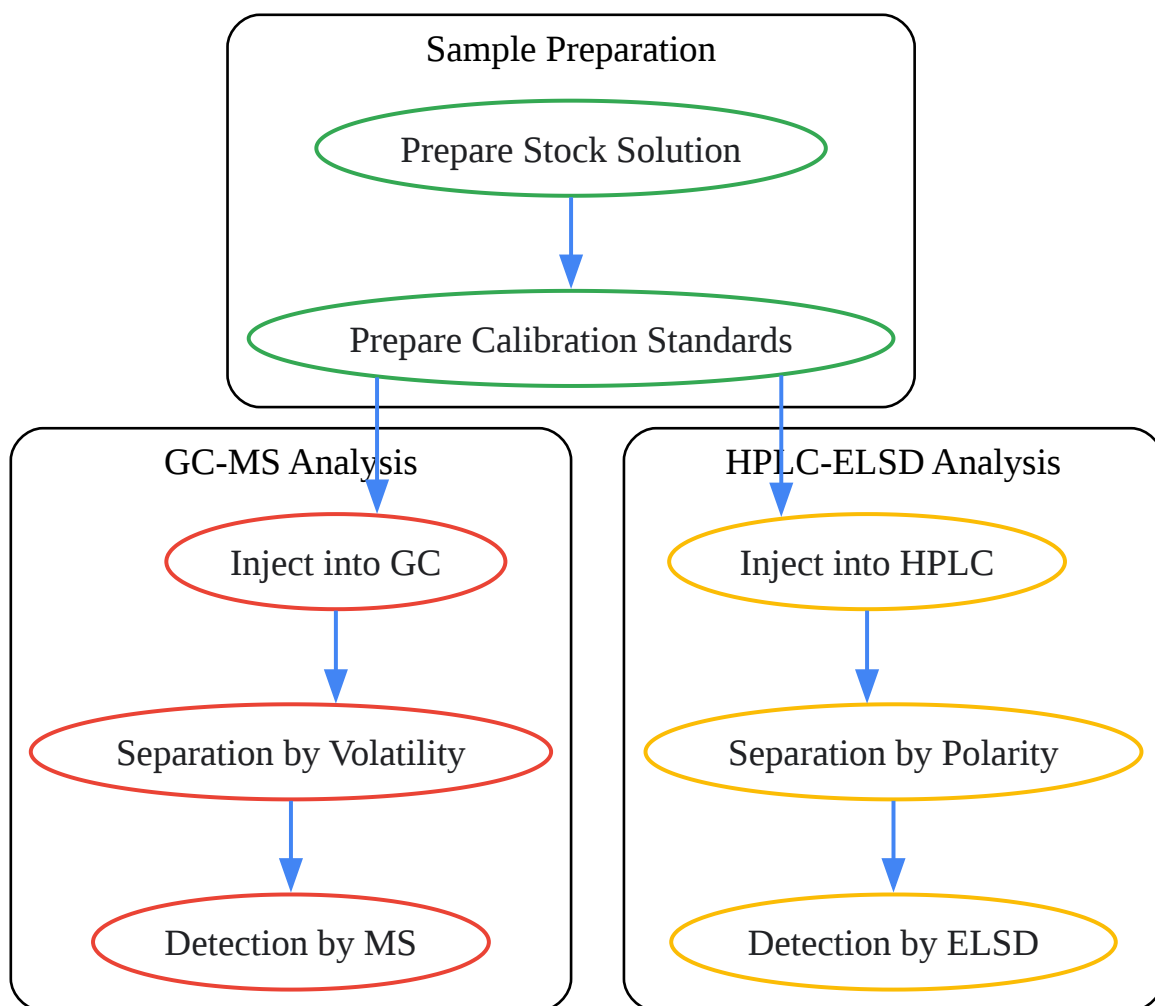 Sample Preparation
Prepare Stock Solution
Prepare Calibration Standards
GC-MS Analysis
Inject into GC
Separation by Volatility
Detection by MS
HPLC-ELSD Analysis
Inject into HPLC
Separation by Polarity
Detection by ELSD